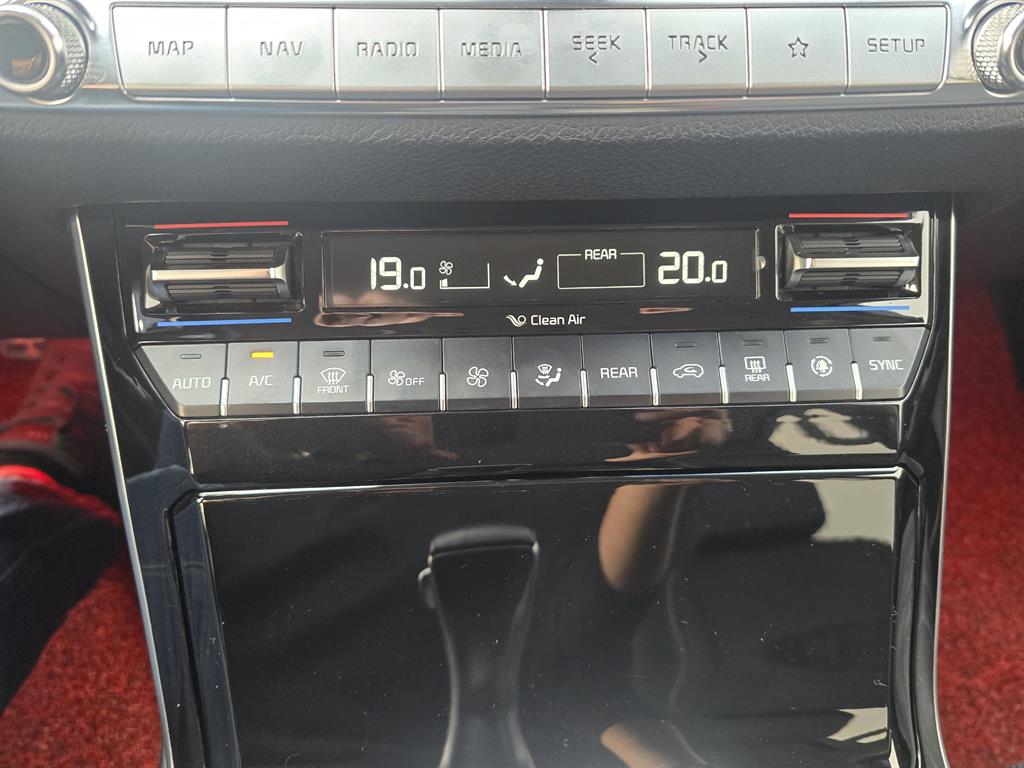 MAP NAV RADIO MEDIA SEEK TRACK SETUP
19.0 REAR 20.0
Clean Air
AUTO A/C FRONT OFF REAR REAR SYNC